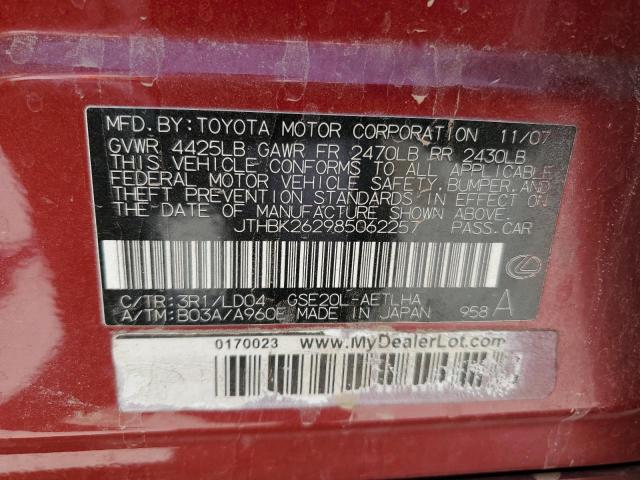 MFD. BY: TOYOTA MOTOR CORPORATION 11/07
GVWR 4425LB GAWR FR 2470LB RR 2430LB
THIS VEHICLE CONFORMS TO ALL APPLICABLE
FEDERAL MOTOR VEHICLE SAFETY, BUMPER, AND
THEFT PREVENTION STANDARDS IN EFFECT ON
THE DATE OF MANUFACTURE SHOWN ABOVE.
JTHBK262985062257 PASS. CAR
C/TR: 3R1/LD04 GSE20L-AETLHA
A/TM: B03A/A960E MADE IN JAPAN 958 A
0170023 www.MyDealerLot.com